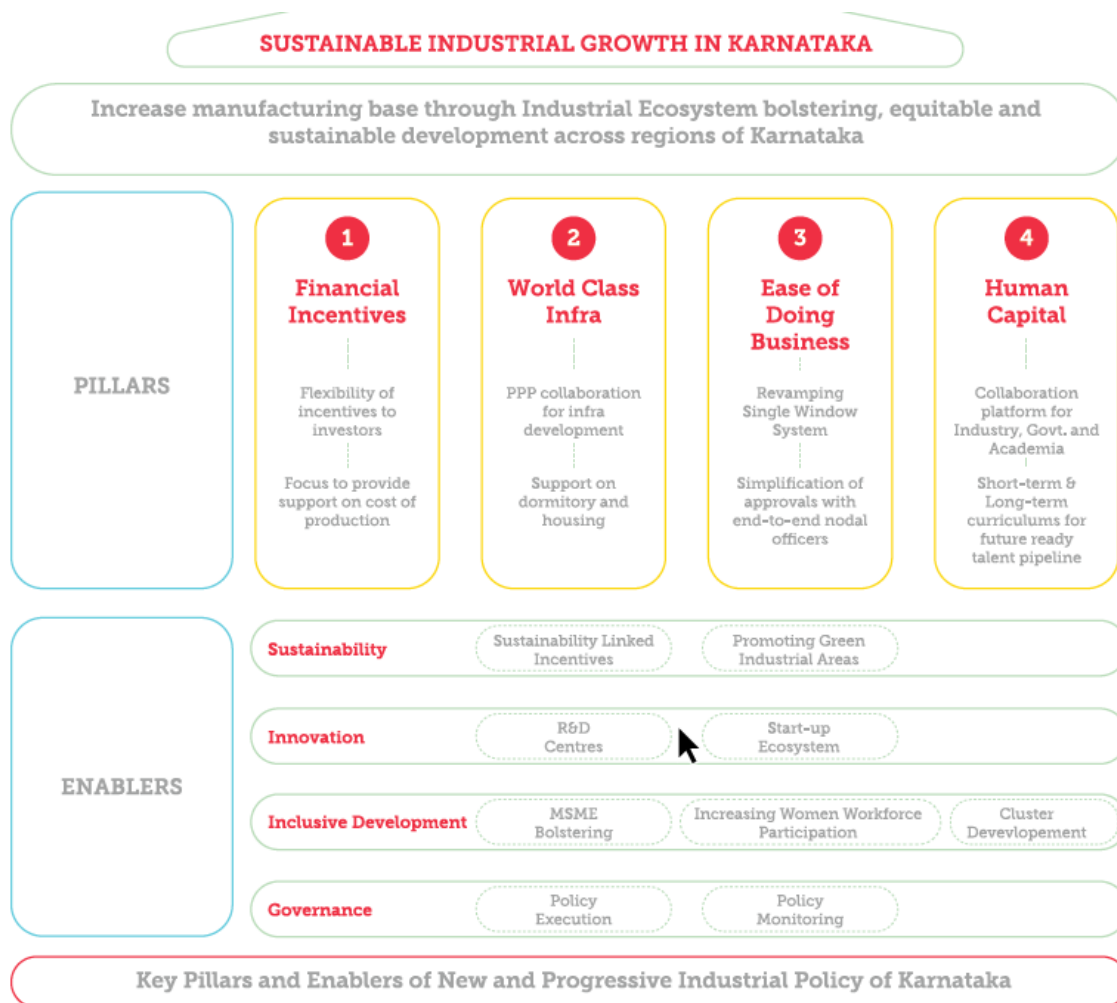 SUSTAINABLE INDUSTRIAL GROWTH IN KARNATAKA
Increase manufacturing base through Industrial Ecosystem bolstering, equitable and
sustainable development across regions of Karnataka
PILLARS
1
Financial
Incentives
Flexibility of
incentives to
investors
Focus to provide
support on cost of
production
2
World Class
Infra
PPP collaboration
for infra
development
Support on
dormitory and
housing
3
Ease of
Doing
Business
Revamping
Single Window
System
Simplification of
approvals with
end-to-end nodal
officers
4
Human
Capital
Collaboration
platform for
Industry, Govt. and
Academia
Short-term &
Long-term
curriculums for
future ready
talent pipeline
ENABLERS
Sustainability
Sustainability Linked
Incentives
Promoting Green
Industrial Areas
Innovation
R&D
Centres
Start-up
Ecosystem
Inclusive Development
MSME
Bolstering
Increasing Women Workforce
Participation
Cluster
Devevlopement
Governance
Policy
Execution
Policy
Monitoring
Key Pillars and Enablers of New and Progressive Industrial Policy of Karnataka